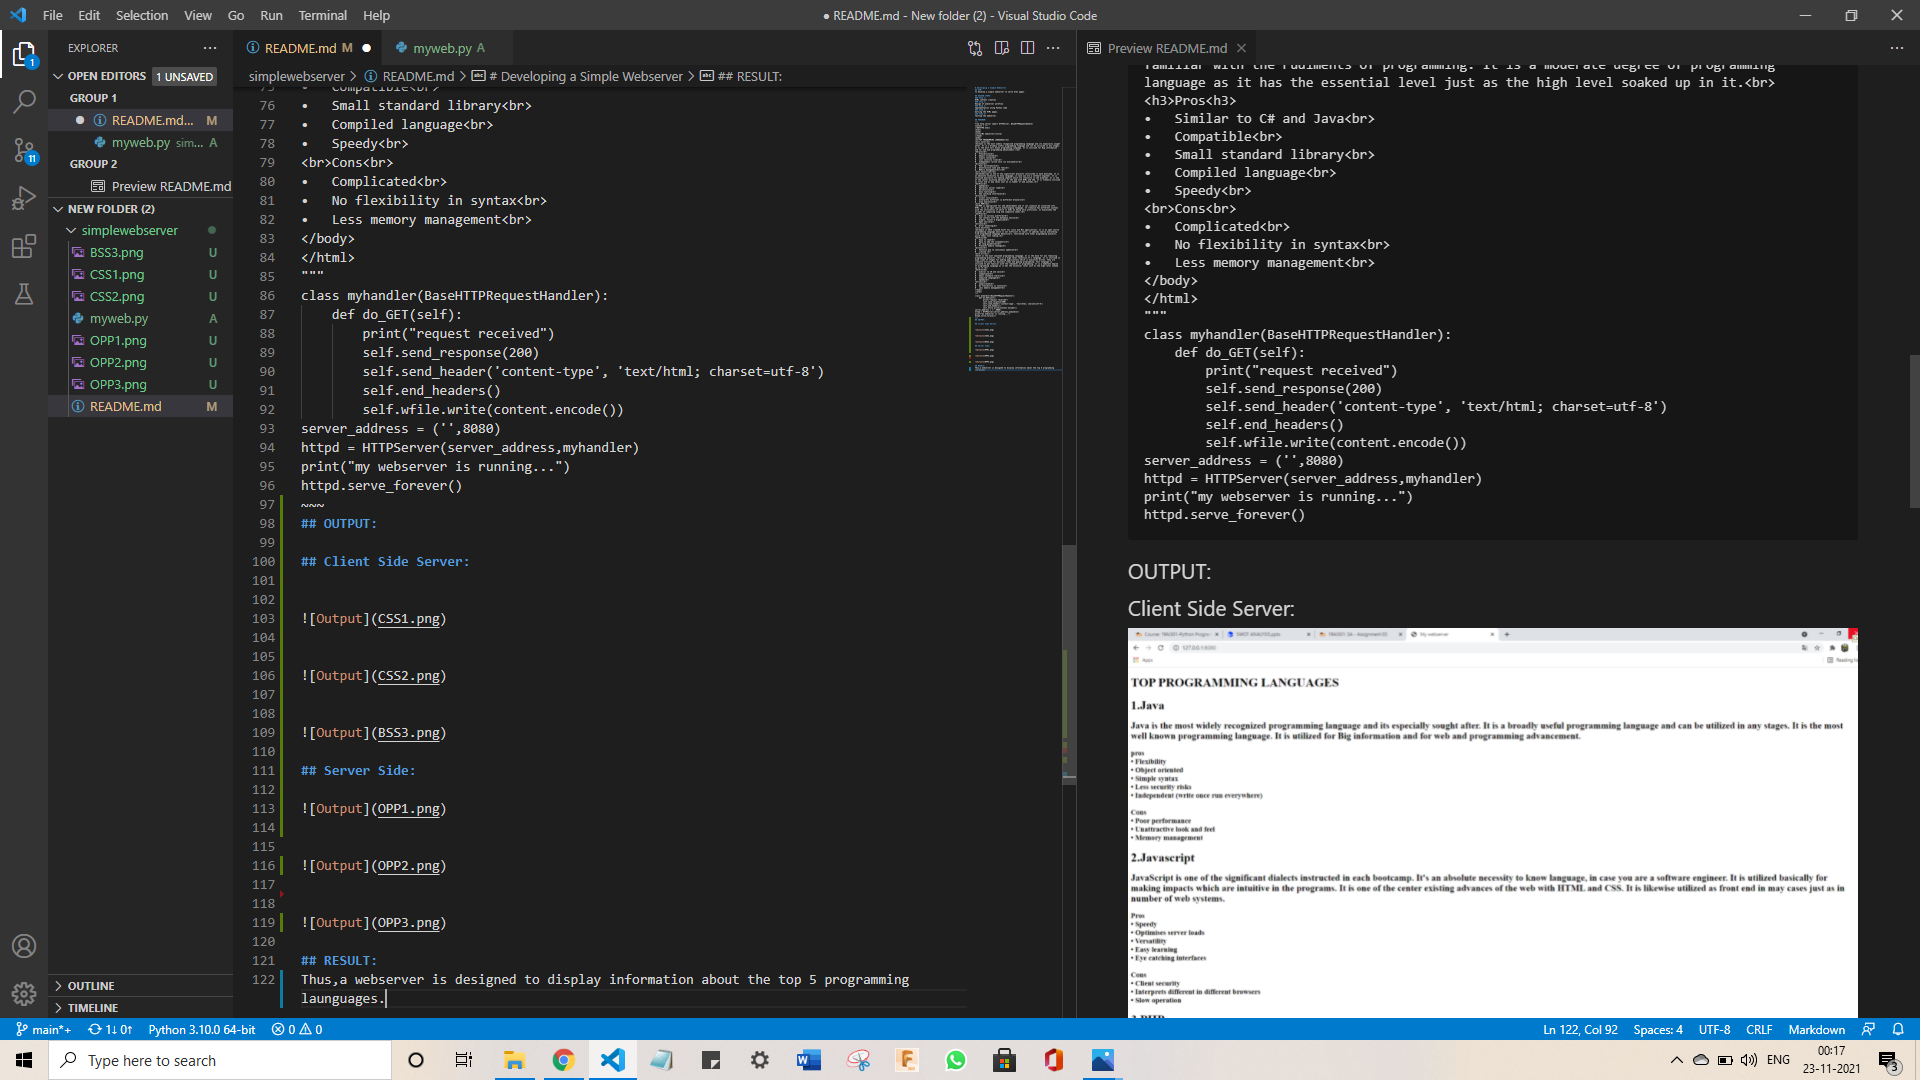 File Edit Selection View Go Run Terminal Help
● README.md - New folder (2) - Visual Studio Code
EXPLORER
OPEN EDITORS 1 UNSAVED
GROUP 1
README.md... M
myweb.py sim... A
GROUP 2
Preview README.md
NEW FOLDER (2)
simplewebserver
BSS3.png U
CSS1.png U
CSS2.png U
myweb.py A
OPP1.png U
OPP2.png U
OPP3.png U
README.md M
OUTLINE
TIMELINE
README.md M
myweb.py A
simplewebserver > README.md > # Developing a Simple Webserver > ## RESULT:
75 • Compatible<br>
76 • Small standard library<br>
77 • Compiled language<br>
78 • Speedy<br>
79 <br>Cons<br>
80 • Complicated<br>
81 • No flexibility in syntax<br>
82 • Less memory management<br>
83 </body>
84 </html>
85 """
86 class myhandler(BaseHTTPRequestHandler):
87 def do_GET(self):
88 print("request received")
89 self.send_response(200)
90 self.send_header('content-type', 'text/html; charset=utf-8')
91 self.end_headers()
92 self.wfile.write(content.encode())
93 server_address = ('',8080)
94 httpd = HTTPServer(server_address,myhandler)
95 print("my webserver is running...")
96 httpd.serve_forever()
97 ~~~
98 ## OUTPUT:
99
100 ## Client Side Server:
101
102
103 ![Output](CSS1.png)
104
105
106 ![Output](CSS2.png)
107
108
109 ![Output](BSS3.png)
110
111 ## Server Side:
112
113 ![Output](OPP1.png)
114
115
116 ![Output](OPP2.png)
117
118
119 ![Output](OPP3.png)
120
121 ## RESULT:
122 Thus,a webserver is designed to display information about the top 5 programming
launguages.
Preview README.md
familiar with the rudiments of programming. It is a moderate degree of programming
language as it has the essential level just as the high level soaked up in it.<br>
<h3>Pros<h3>
• Similar to C# and Java<br>
• Compatible<br>
• Small standard library<br>
• Compiled language<br>
• Speedy<br>
<br>Cons<br>
• Complicated<br>
• No flexibility in syntax<br>
• Less memory management<br>
</body>
</html>
"""
class myhandler(BaseHTTPRequestHandler):
def do_GET(self):
print("request received")
self.send_response(200)
self.send_header('content-type', 'text/html; charset=utf-8')
self.end_headers()
self.wfile.write(content.encode())
server_address = ('',8080)
httpd = HTTPServer(server_address,myhandler)
print("my webserver is running...")
httpd.serve_forever()
OUTPUT:
Client Side Server:
My webserver
127.0.0.1:8080
Apps
TOP PROGRAMMING LANGUAGES
1.Java
Java is the most widely recognized programming language and its especially sought after. It is a broadly useful programming language and can be utilized in any stages. It is the most
well known programming language. It is utilized for Big information and for web and programming advancement.
pros
• Flexibility
• Object oriented
• Simple syntax
• Less security risks
• Independent (write once run everywhere)
Cons
• Poor performance
• Unattractive look and feel
• Memory management
2.Javascript
JavaScript is one of the significant dialects instructed in each bootcamp. It's an absolute necessity to know language, in case you are a software engineer. It is utilized basically for
making impacts which are intuitive in the programs. It is one of the center existing advances of the web with HTML and CSS. It is likewise utilized as front end in may cases just as in
number of web systems.
Pros
• Speedy
• Optimises server loads
• Versatility
• Easy learning
• Eye catching interfaces
Cons
• Client security
• Interprets different in different browsers
• Slow operation
main*+ 1↓ 0↑ Python 3.10.0 64-bit 0 0
Ln 122, Col 92 Spaces: 4 UTF-8 CRLF Markdown
Type here to search
ENG
00:17
23-11-2021
3